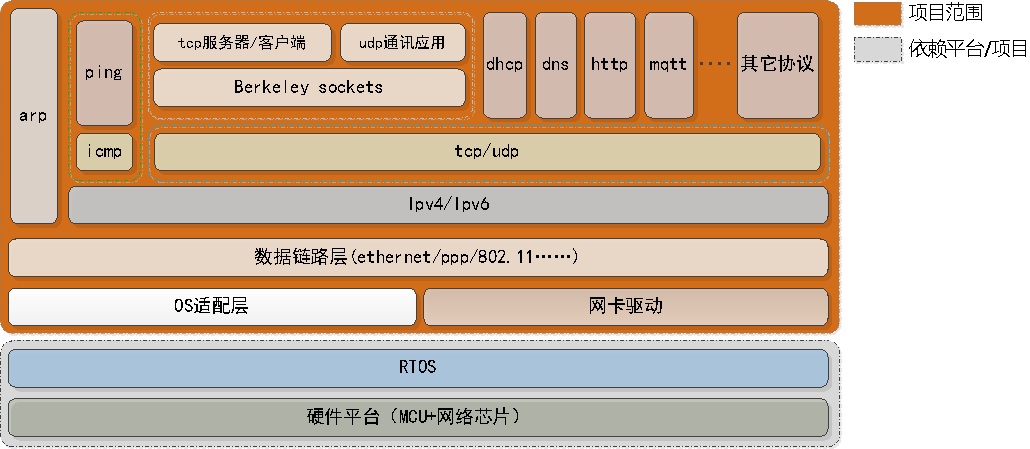 项目范围
依赖平台/项目
arp
ping
icmp
tcp服务器/客户端
udp通讯应用
Berkeley sockets
dhcp
dns
http
mqtt
····
其它协议
tcp/udp
Ipv4/Ipv6
数据链路层(ethernet/ppp/802.11……)
OS适配层
网卡驱动
RTOS
硬件平台（MCU+网络芯片）